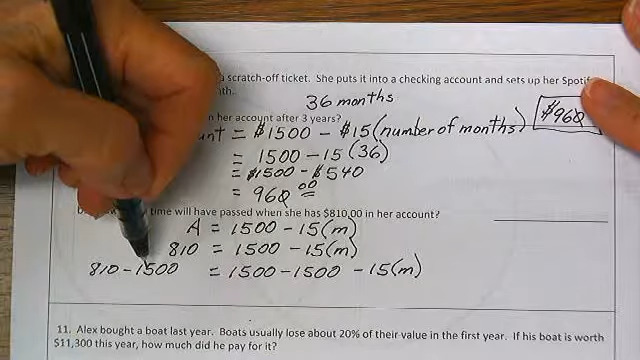 a scratch-off ticket. She puts it into a checking account and sets up her Spotif
nth.
36 months
in her account after 3 years?
unt = $1500 - $15(number of months) $960
= 1500 - 15(36)
= $1500 - $540
= 960 00
time will have passed when she has $810.00 in her account?
A = 1500 - 15(m)
810 = 1500 - 15(m)
810 - 1500 = 1500 - 1500 - 15(m)
11. Alex bought a boat last year. Boats usually lose about 20% of their value in the first year. If his boat is worth
$11,300 this year, how much did he pay for it?